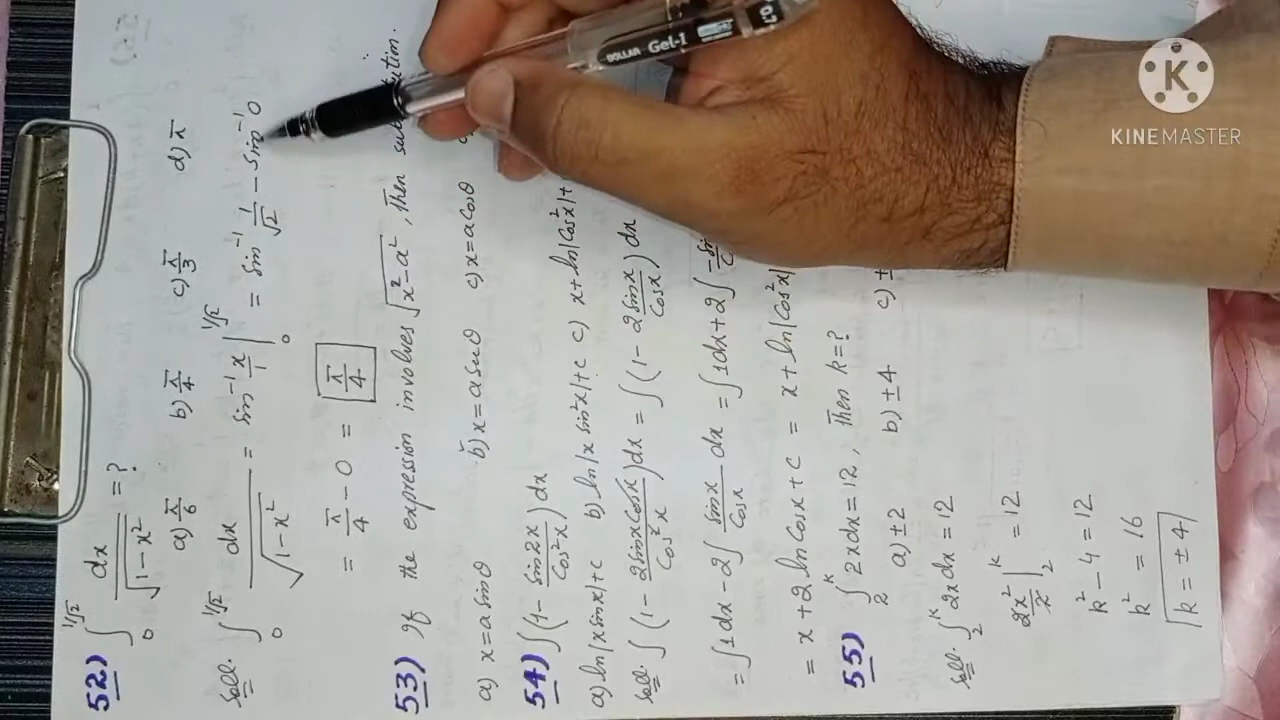 52) ∫₀^{1/√2} dx/√(1-x²) = ?
a) π/6 b) π/4 c) π/3 d) π
Soll. ∫₀^{1/√2} dx/√(1-x²) = sin⁻¹ x/1 |₀^{1/√2} = sin⁻¹ 1/√2 - sin⁻¹ 0
= π/4 - 0 = π/4
53) If the expression involves √(x²-a²), then
a) x = a sinθ b) x = a secθ c) x = a cosθ
54) ∫(1 - sin2x/cos²x) dx
a) ln|x sinx|+c b) ln|x sin²x|+c c) x+ln|cos²x|+
Soll. ∫(1 - 2sinx cosx/cos²x) dx = ∫(1 - 2 sinx/cosx) dx
= ∫1dx - 2∫ sinx/cosx dx = ∫1dx + 2∫
= x + 2 ln cosx + c = x + ln|cos²x|
55) ∫₂^k 2x dx = 12, then k = ?
a) ±2 b) ±4 c) ±
Soll. ∫₂^k 2x dx = 12
2x²/2 |₂^k = 12
k² - 4 = 12
k² = 16
k = ±4
DOLLAR Gel-I 0.7
K
KINEMASTER